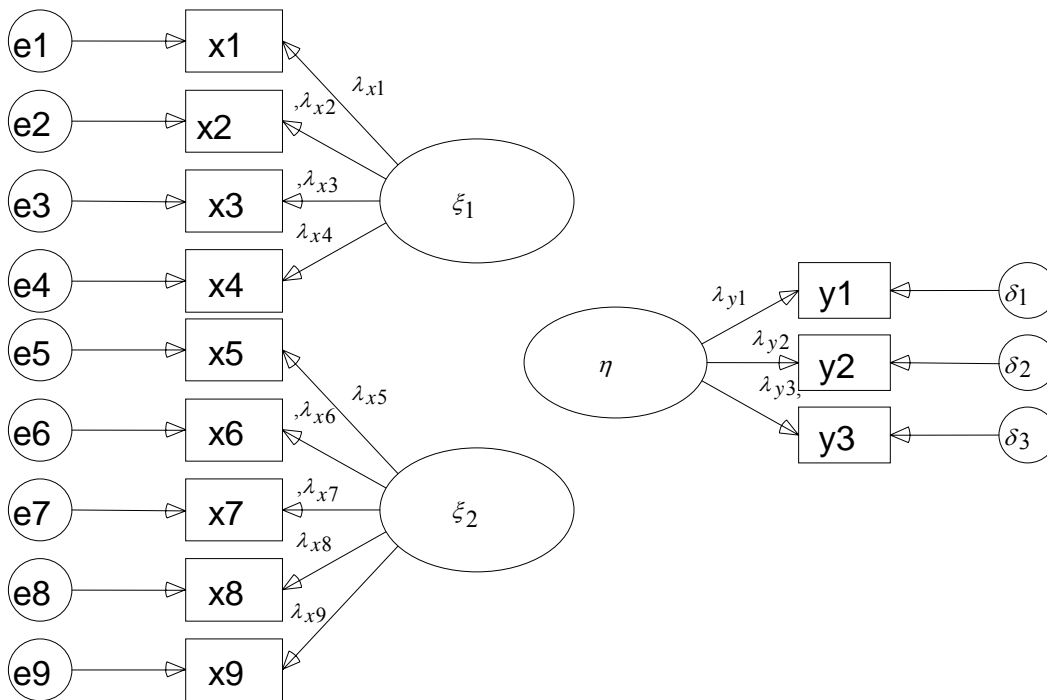 e1 x1 λx1
e2 x2 ,λx2
e3 x3 ,λx3 ξ1
e4 x4 λx4
y1 λy1 δ1
e5 x5 λx5
η λy2 y2 δ2
λy3, y3 δ3
e6 x6 ,λx6
e7 x7 ,λx7 ξ2
e8 x8 λx8
e9 x9 λx9